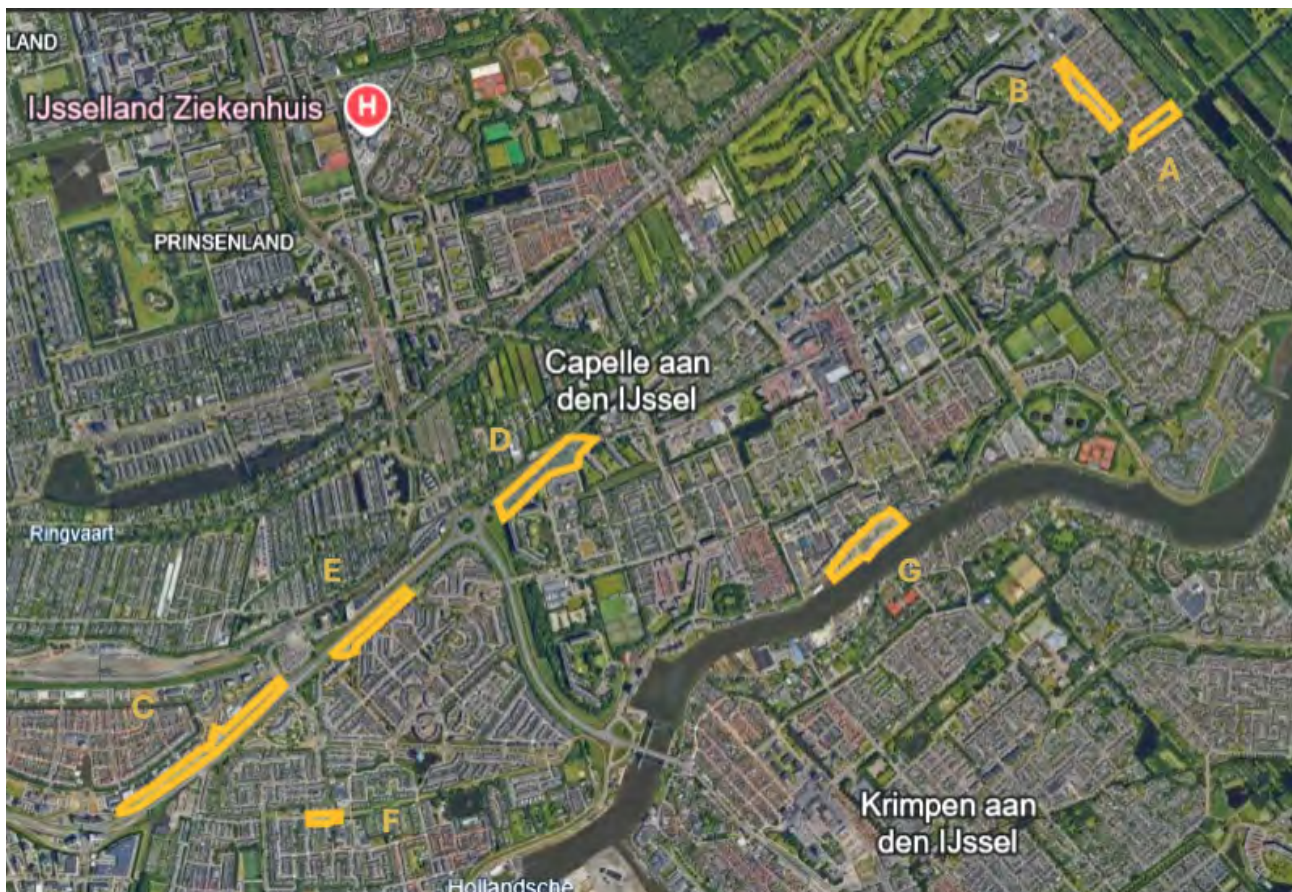 LAND
IJsselland Ziekenhuis
H
B
A
PRINSENLAND
Capelle aan
den IJssel
D
Ringvaart
E
G
C
F
Krimpen aan
den IJssel
Hollandsche